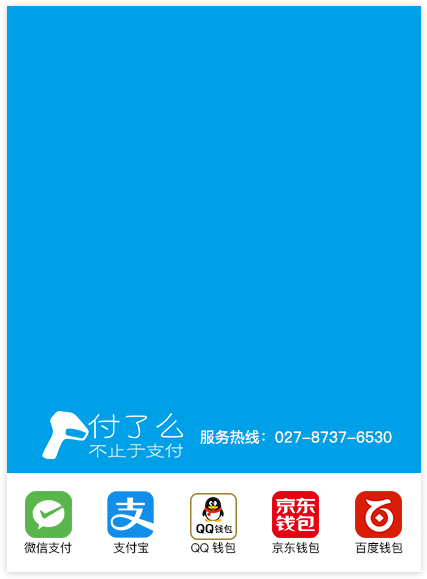 付了么
不止于支付
服务热线：027-8737-6530
支
QQ钱包
京东
钱包
百
微信支付
支付宝
QQ 钱包
京东钱包
百度钱包